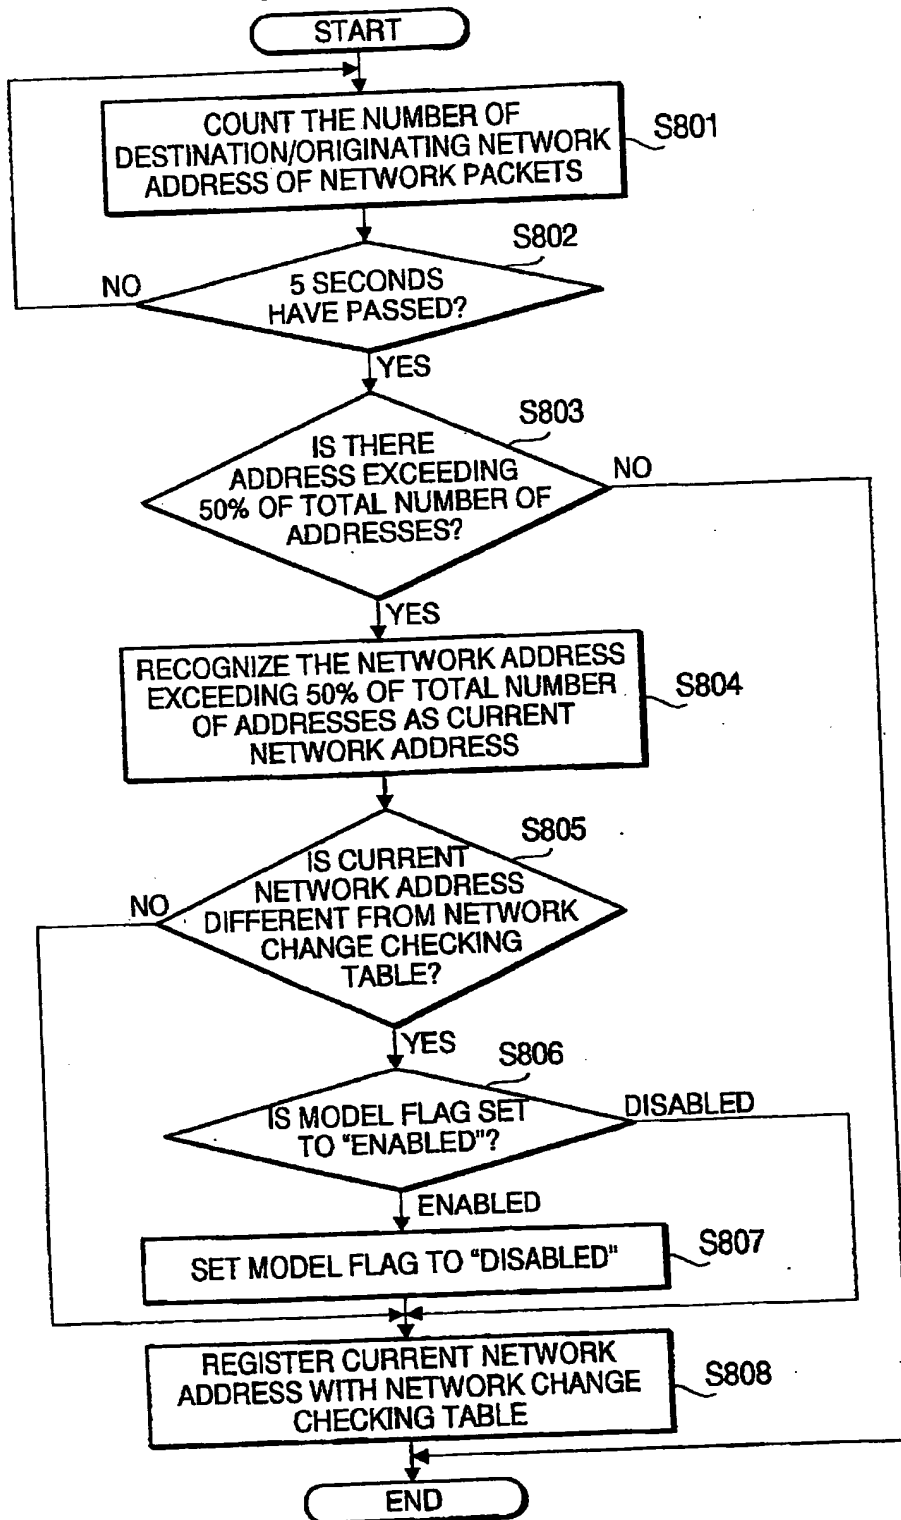 START
COUNT THE NUMBER OF
DESTINATION/ORIGINATING NETWORK
ADDRESS OF NETWORK PACKETS
S801
S802
NO
5 SECONDS
HAVE PASSED?
YES
S803
IS THERE
ADDRESS EXCEEDING
50% OF TOTAL NUMBER OF
ADDRESSES?
NO
YES
RECOGNIZE THE NETWORK ADDRESS
EXCEEDING 50% OF TOTAL NUMBER
OF ADDRESSES AS CURRENT
NETWORK ADDRESS
S804
S805
IS CURRENT
NETWORK ADDRESS
DIFFERENT FROM NETWORK
CHANGE CHECKING
TABLE?
NO
YES
S806
IS MODEL FLAG SET
TO "ENABLED"?
DISABLED
ENABLED
SET MODEL FLAG TO "DISABLED"
S807
REGISTER CURRENT NETWORK
ADDRESS WITH NETWORK CHANGE
CHECKING TABLE
S808
END